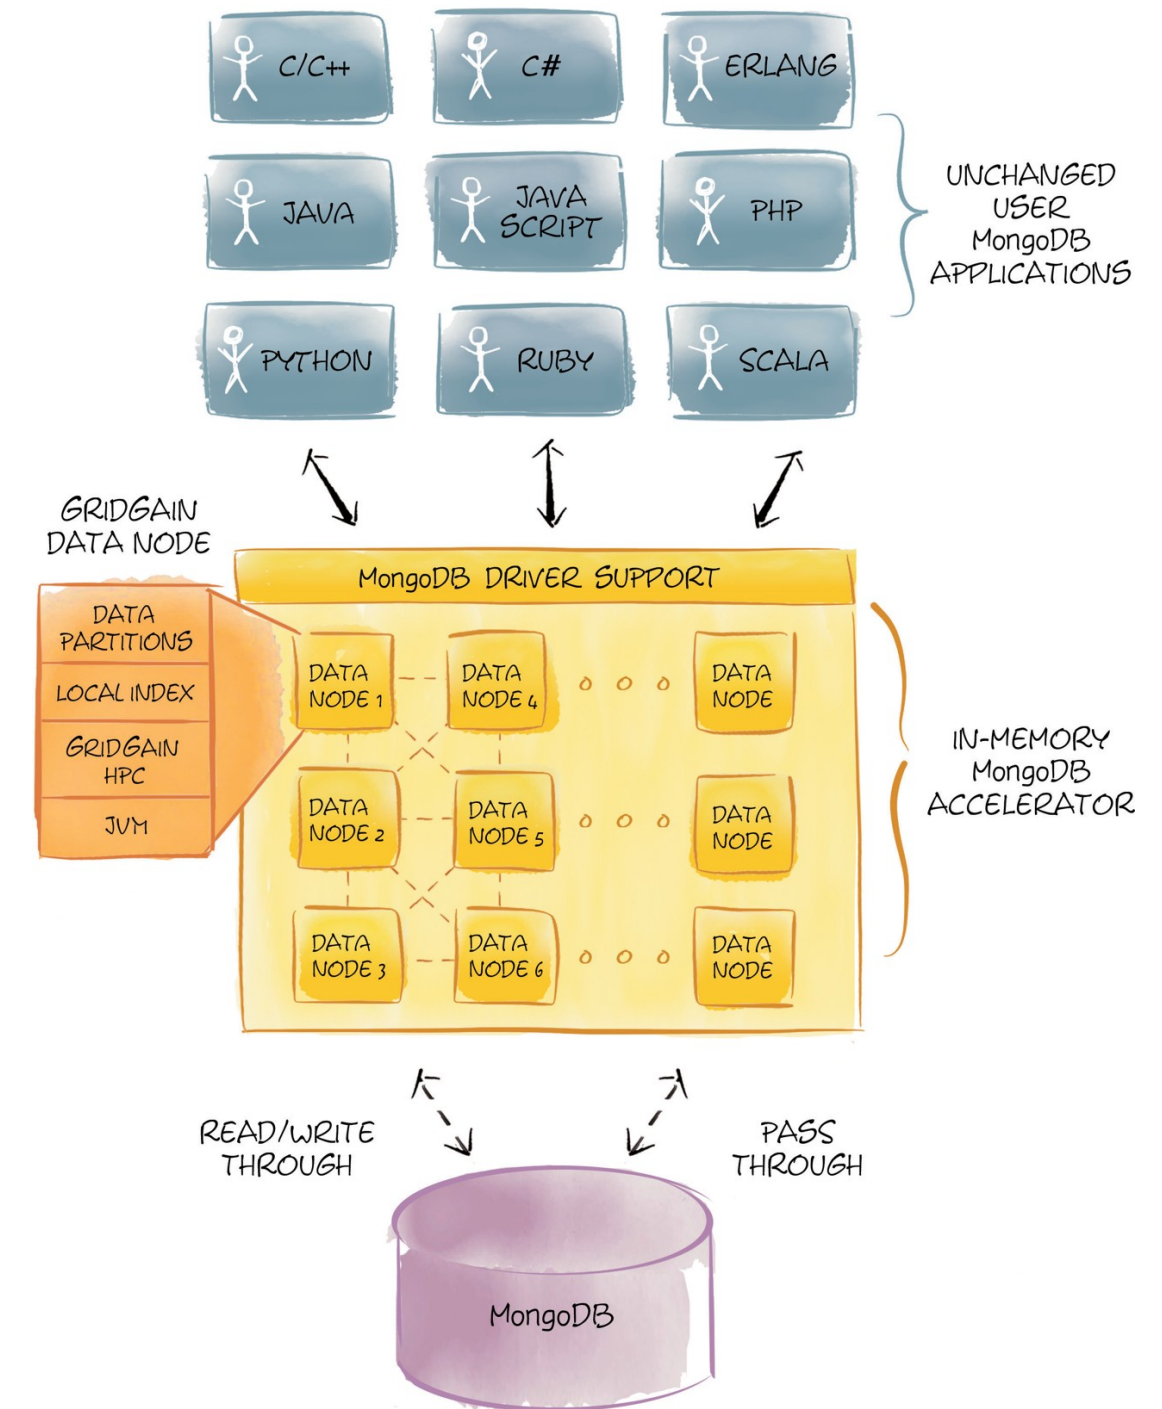 C/C++
C#
ERLANG
JAVA
JAVA
SCRIPT
PHP
PYTHON
RUBY
SCALA
UNCHANGED
USER
MongoDB
APPLICATIONS
GRIDGAIN
DATA NODE
DATA
PARTITIONS
LOCAL INDEX
GRIDGAIN
HPC
JVM
MongoDB DRIVER SUPPORT
DATA
NODE 1
DATA
NODE 4
DATA
NODE
DATA
NODE 2
DATA
NODE 5
DATA
NODE
DATA
NODE 3
DATA
NODE 6
DATA
NODE
IN-MEMORY
MongoDB
ACCELERATOR
READ/WRITE
THROUGH
PASS
THROUGH
MongoDB